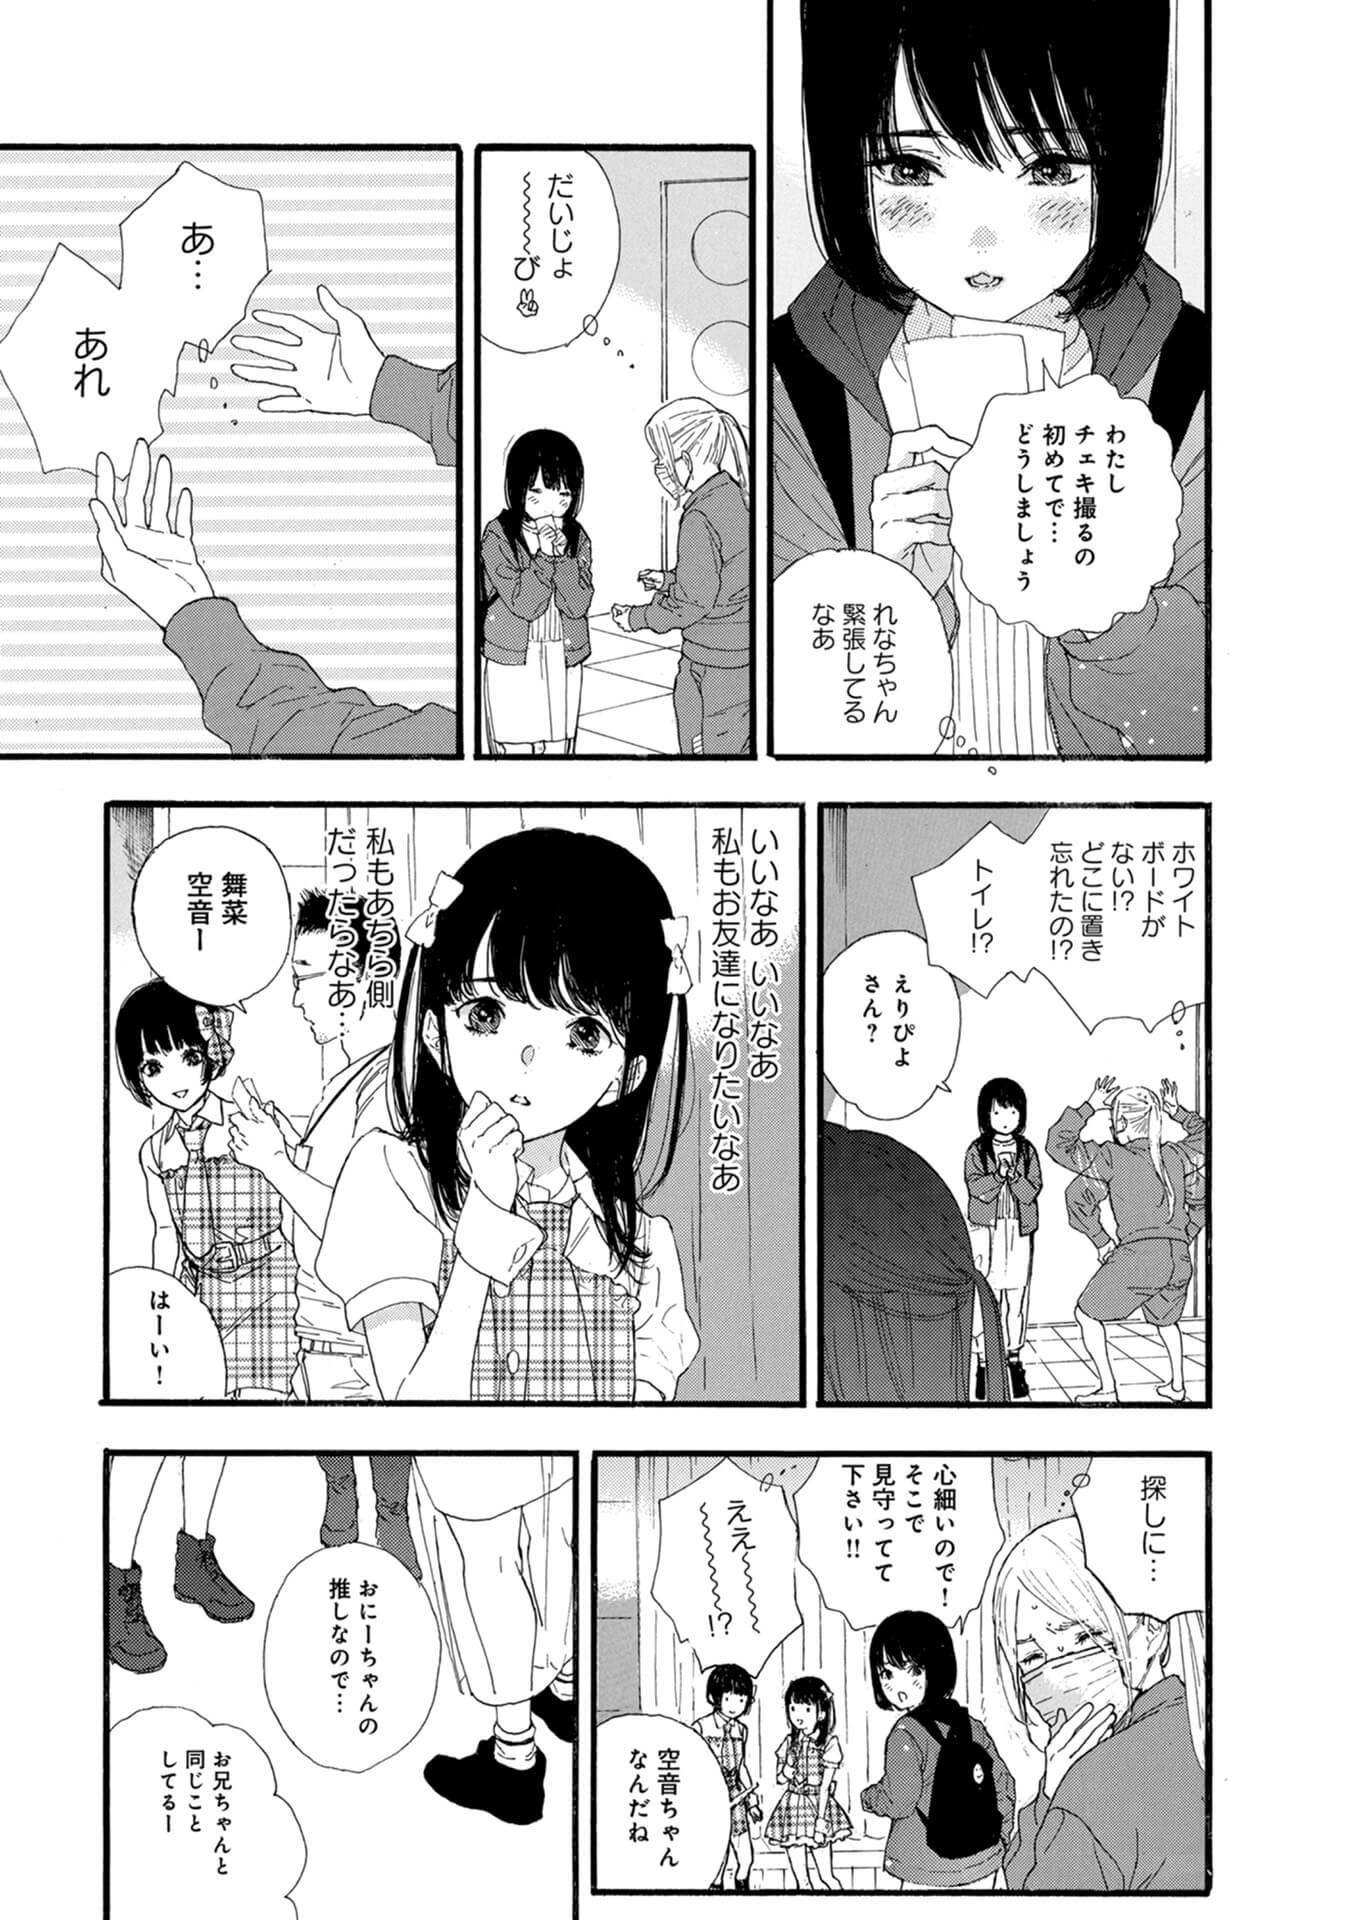 わたし
チェキ撮るの
初めてで…
どうしましょう
れなちゃん
緊張してる
なあ
だいじょ
〜〜〜び✌
あ…
あれ
ホワイト
ボードが
ない!?
どこに置き
忘れたの!?
トイレ!?
えりぴよ
さん？
いいなあ いいなあ
私もお友達になりたいなあ
私もあちら側
だったらなあ…
舞菜
空音ー
はーい！
探しに…
心細いので！
そこで
見守ってて
下さい!!
ええ〜〜〜!?
空音ちゃん
なんだね
おにーちゃんの
推しなので…
お兄ちゃんと
同じこと
してるー